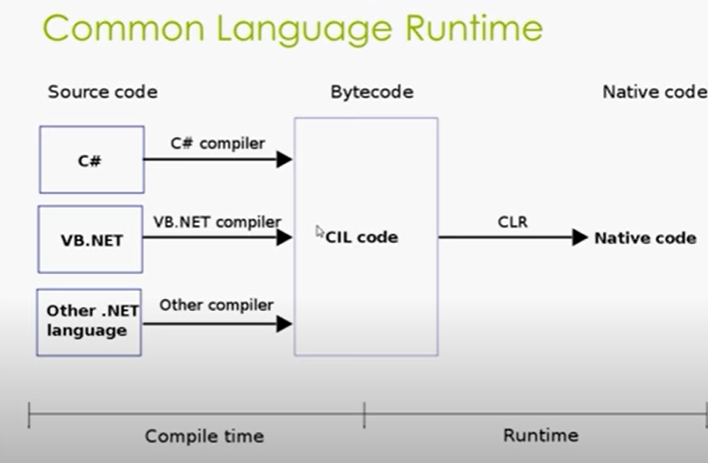 Common Language Runtime
Source code
Bytecode
Native code
C# compiler
C#
VB.NET compiler
VB.NET
CIL code
CLR
Native code
Other compiler
Other .NET
language
Compile time
Runtime